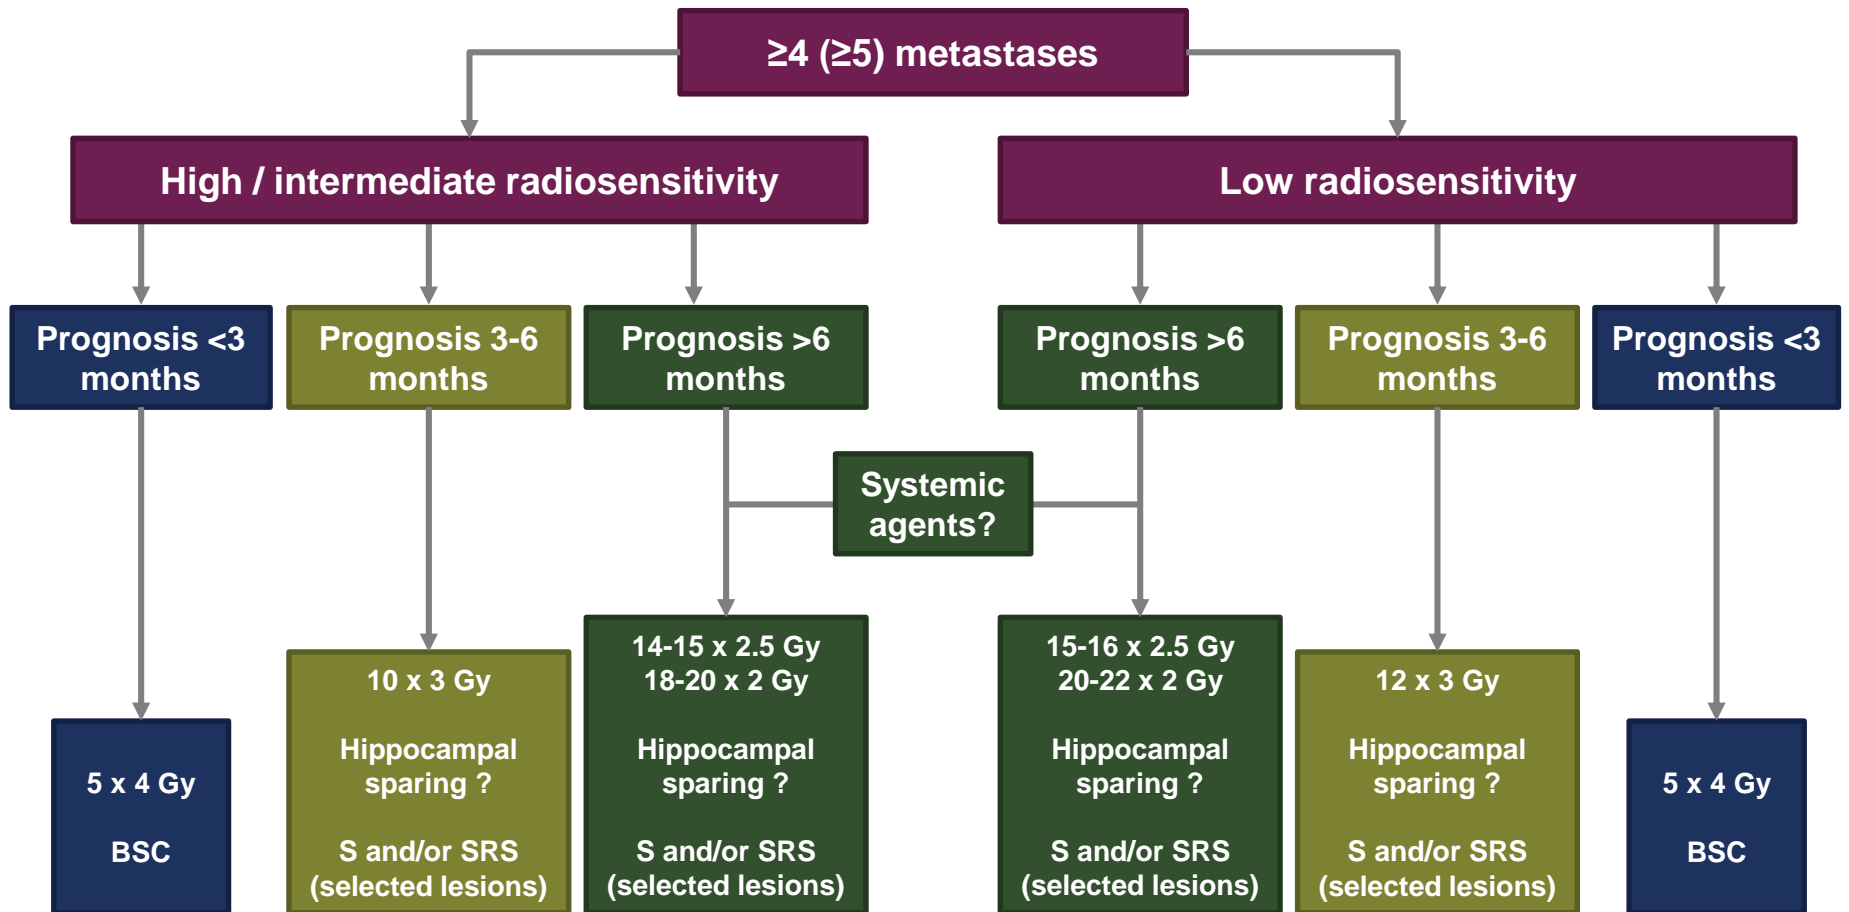 ≥4 (≥5) metastases
High / intermediate radiosensitivity
Low radiosensitivity
Prognosis <3
months
Prognosis 3-6
months
Prognosis >6
months
Prognosis >6
months
Prognosis 3-6
months
Prognosis <3
months
Systemic
agents?
5 x 4 Gy
BSC
10 x 3 Gy
Hippocampal
sparing ?
S and/or SRS
(selected lesions)
14-15 x 2.5 Gy
18-20 x 2 Gy
Hippocampal
sparing ?
S and/or SRS
(selected lesions)
15-16 x 2.5 Gy
20-22 x 2 Gy
Hippocampal
sparing ?
S and/or SRS
(selected lesions)
12 x 3 Gy
Hippocampal
sparing ?
S and/or SRS
(selected lesions)
5 x 4 Gy
BSC